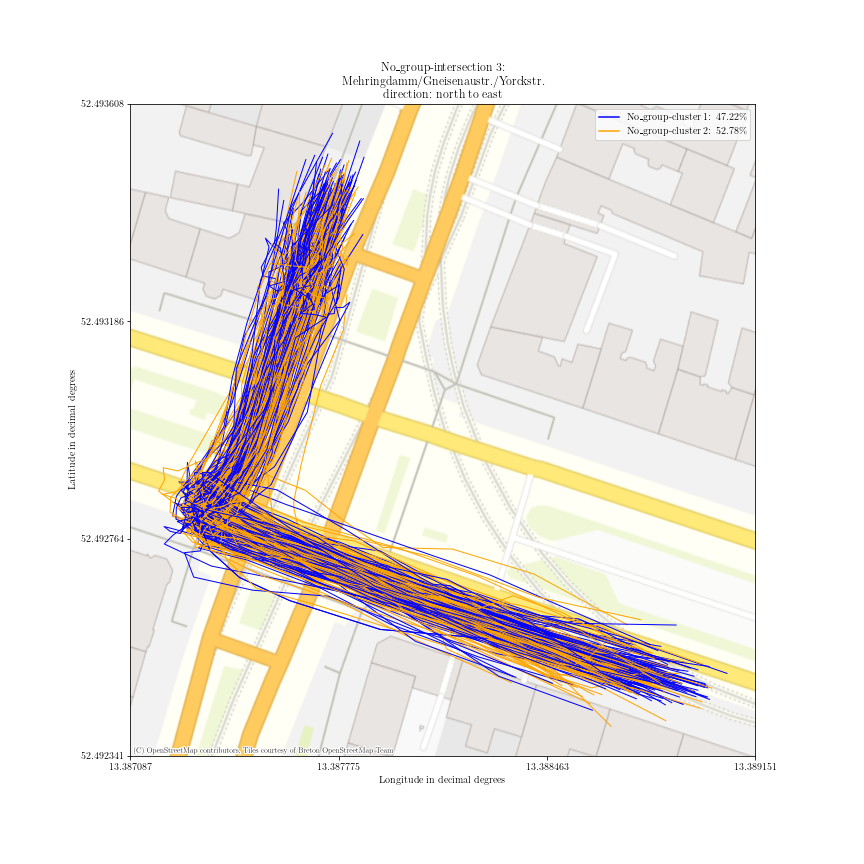 No_group-intersection 3:
Mehringdamm/Gneisenaustr./Yorckstr.
direction: north to east
No_group-cluster 1: 47.22%
No_group-cluster 2: 52.78%
52.493608
52.493186
52.492764
52.492341
Latitude in decimal degrees
P
(C) OpenStreetMap contributors, Tiles courtesy of Breton OpenStreetMap Team
13.387087
13.387775
13.388463
13.389151
Longitude in decimal degrees